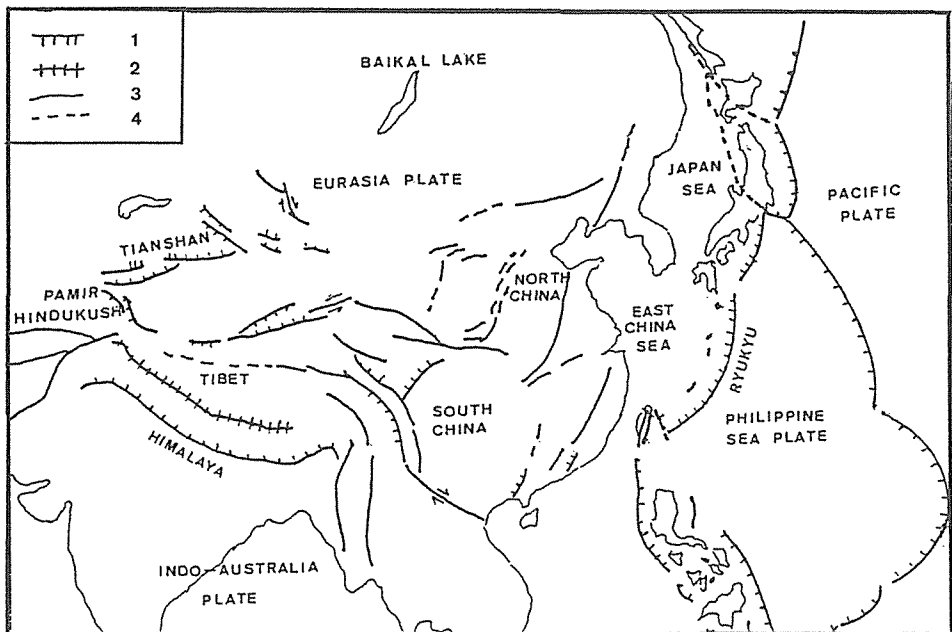 1
2
3
4
BAIKAL LAKE
EURASIA PLATE
JAPAN
SEA
PACIFIC
PLATE
TIANSHAN
PAMIR
HINDUKUSH
NORTH
CHINA
EAST
CHINA
SEA
RYUKYU
TIBET
SOUTH
CHINA
PHILIPPINE
SEA PLATE
HIMALAYA
INDO-AUSTRALIA
PLATE